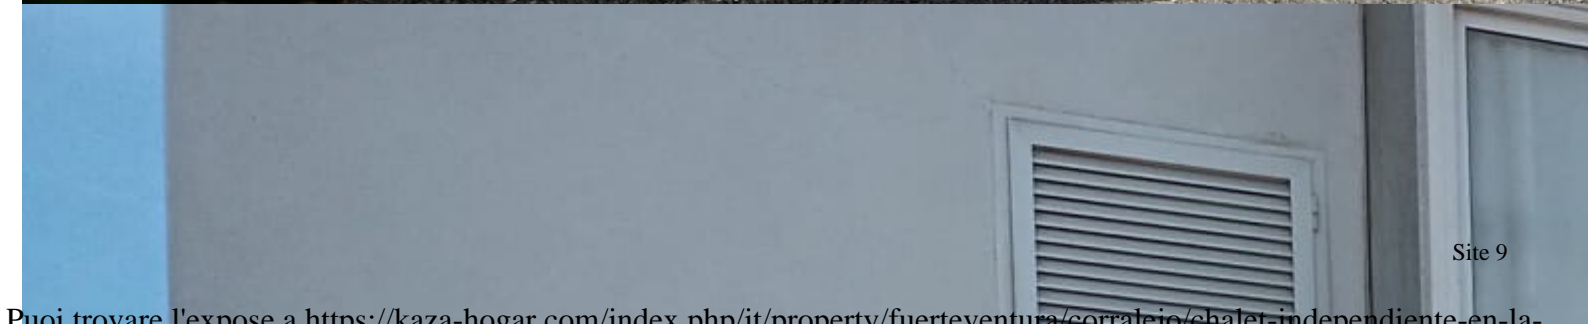 Site 9
Puoi trovare l'expose a https://kaza-hogar.com/index.php/it/property/fuerteventura/corralejo/chalet-independiente-en-la-